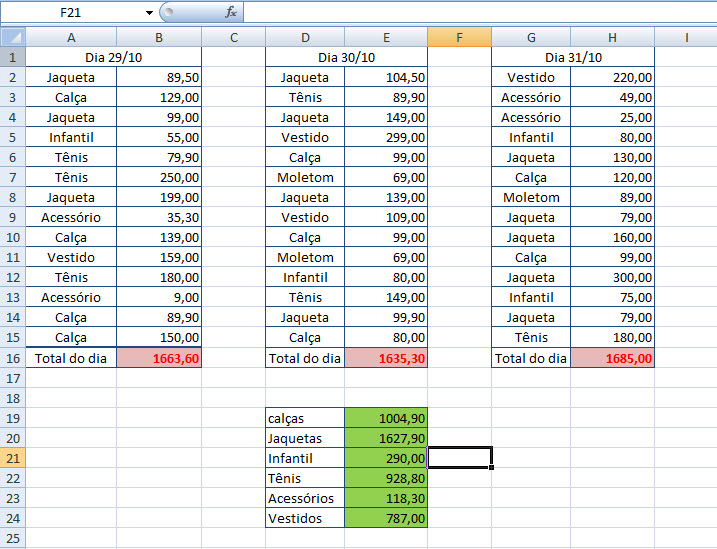 F21 fx
A B C D E F G H I
1 Dia 29/10 Dia 30/10 Dia 31/10
2 Jaqueta 89,50 Jaqueta 104,50 Vestido 220,00
3 Calça 129,00 Tênis 89,90 Acessório 49,00
4 Jaqueta 99,00 Jaqueta 149,00 Acessório 25,00
5 Infantil 55,00 Vestido 299,00 Infantil 80,00
6 Tênis 79,90 Calça 99,00 Jaqueta 130,00
7 Tênis 250,00 Moletom 69,00 Calça 120,00
8 Jaqueta 199,00 Jaqueta 139,00 Moletom 89,00
9 Acessório 35,30 Vestido 109,00 Jaqueta 79,00
10 Calça 139,00 Calça 99,00 Jaqueta 160,00
11 Vestido 159,00 Moletom 69,00 Calça 99,00
12 Tênis 180,00 Infantil 80,00 Jaqueta 300,00
13 Acessório 9,00 Tênis 149,00 Infantil 75,00
14 Calça 89,90 Jaqueta 99,90 Jaqueta 79,00
15 Calça 150,00 Calça 80,00 Tênis 180,00
16 Total do dia 1663,60 Total do dia 1635,30 Total do dia 1685,00
17
18
19 calças 1004,90
20 Jaquetas 1627,90
21 Infantil 290,00
22 Tênis 928,80
23 Acessórios 118,30
24 Vestidos 787,00
25